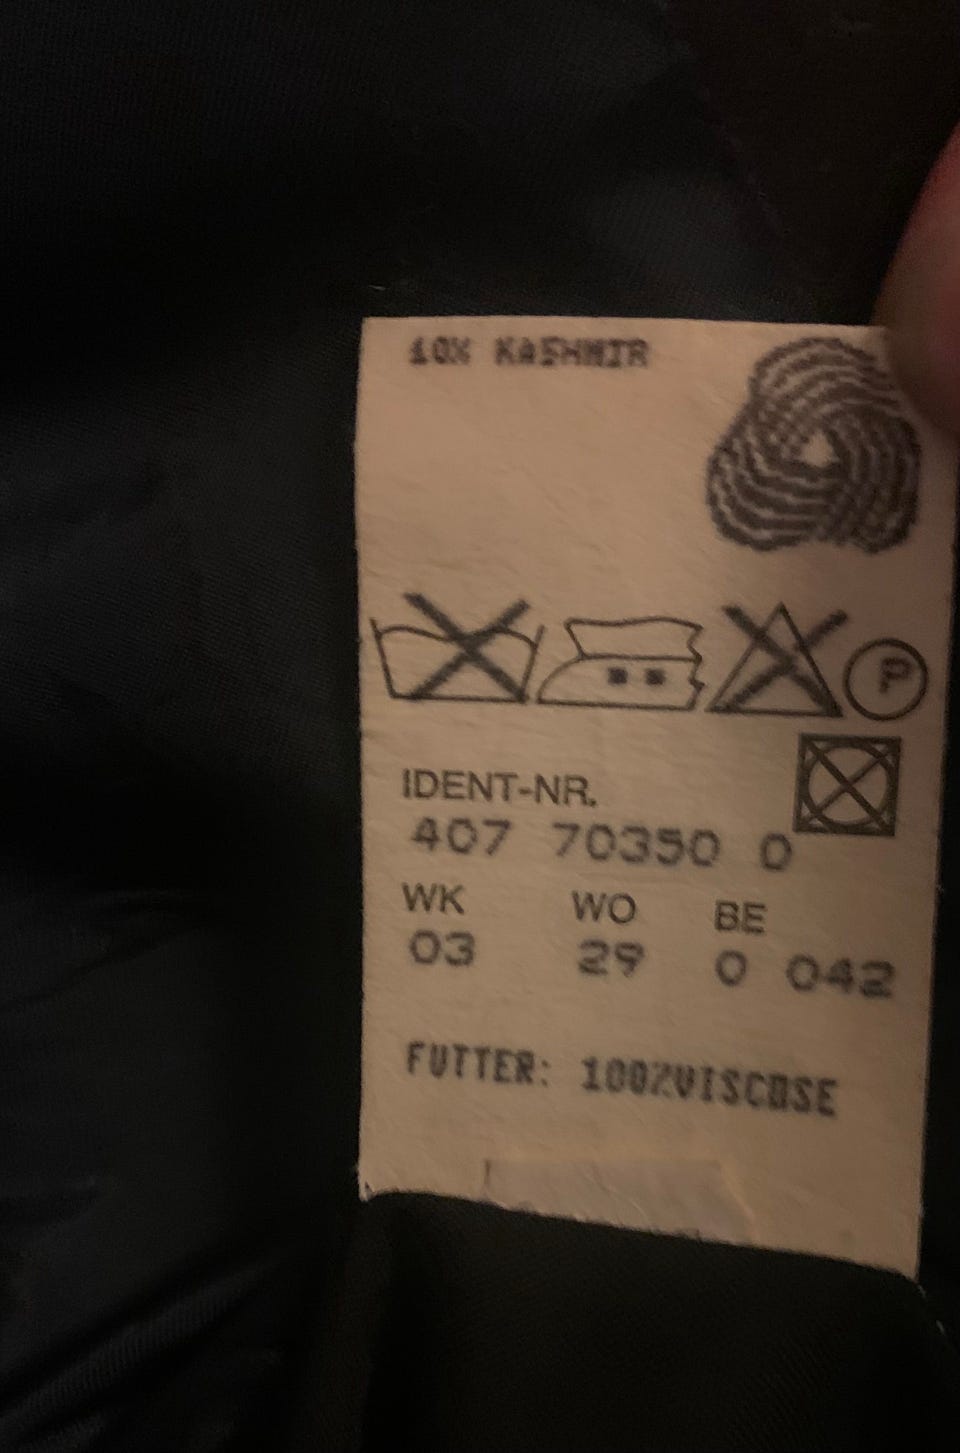 10% KASHMIR
P
IDENT-NR.
407 70350 0
WK WO BE
03 29 0 042
FUTTER: 100%VISCOSE